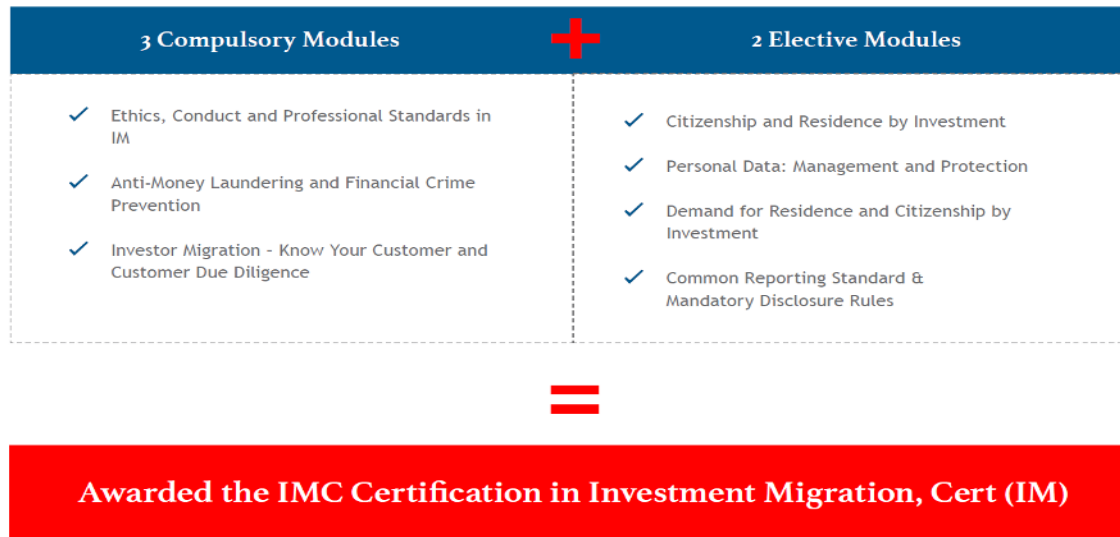 3 Compulsory Modules
+
2 Elective Modules
Ethics, Conduct and Professional Standards in
IM
Anti-Money Laundering and Financial Crime
Prevention
Investor Migration - Know Your Customer and
Customer Due Diligence
Citizenship and Residence by Investment
Personal Data: Management and Protection
Demand for Residence and Citizenship by
Investment
Common Reporting Standard &
Mandatory Disclosure Rules
=
Awarded the IMC Certification in Investment Migration, Cert (IM)